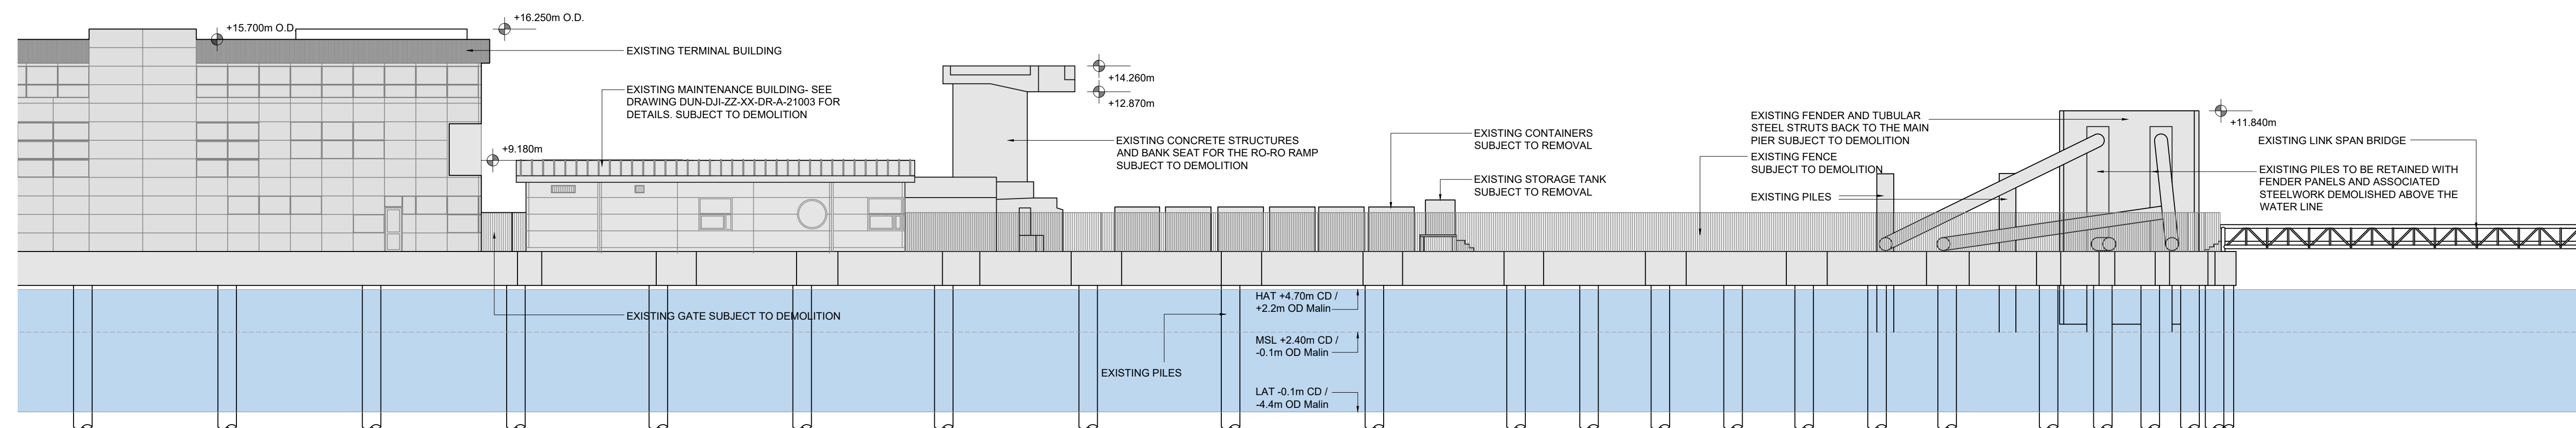 +15.700m O.D.
+16.250m O.D.
EXISTING TERMINAL BUILDING
EXISTING MAINTENANCE BUILDING- SEE
DRAWING DUN-DJI-ZZ-XX-DR-A-21003 FOR
DETAILS. SUBJECT TO DEMOLITION
+9.180m
EXISTING GATE SUBJECT TO DEMOLITION
+14.260m
+12.870m
EXISTING CONCRETE STRUCTURES
AND BANK SEAT FOR THE RO-RO RAMP
SUBJECT TO DEMOLITION
EXISTING PILES
HAT +4.70m CD /
+2.2m OD Malin
MSL +2.40m CD /
-0.1m OD Malin
LAT -0.1m CD /
-4.4m OD Malin
EXISTING CONTAINERS
SUBJECT TO REMOVAL
EXISTING STORAGE TANK
SUBJECT TO REMOVAL
EXISTING FENDER AND TUBULAR
STEEL STRUTS BACK TO THE MAIN
PIER SUBJECT TO DEMOLITION
EXISTING FENCE
SUBJECT TO DEMOLITION
EXISTING PILES
+11.840m
EXISTING LINK SPAN BRIDGE
EXISTING PILES TO BE RETAINED WITH
FENDER PANELS AND ASSOCIATED
STEELWORK DEMOLISHED ABOVE THE
WATER LINE